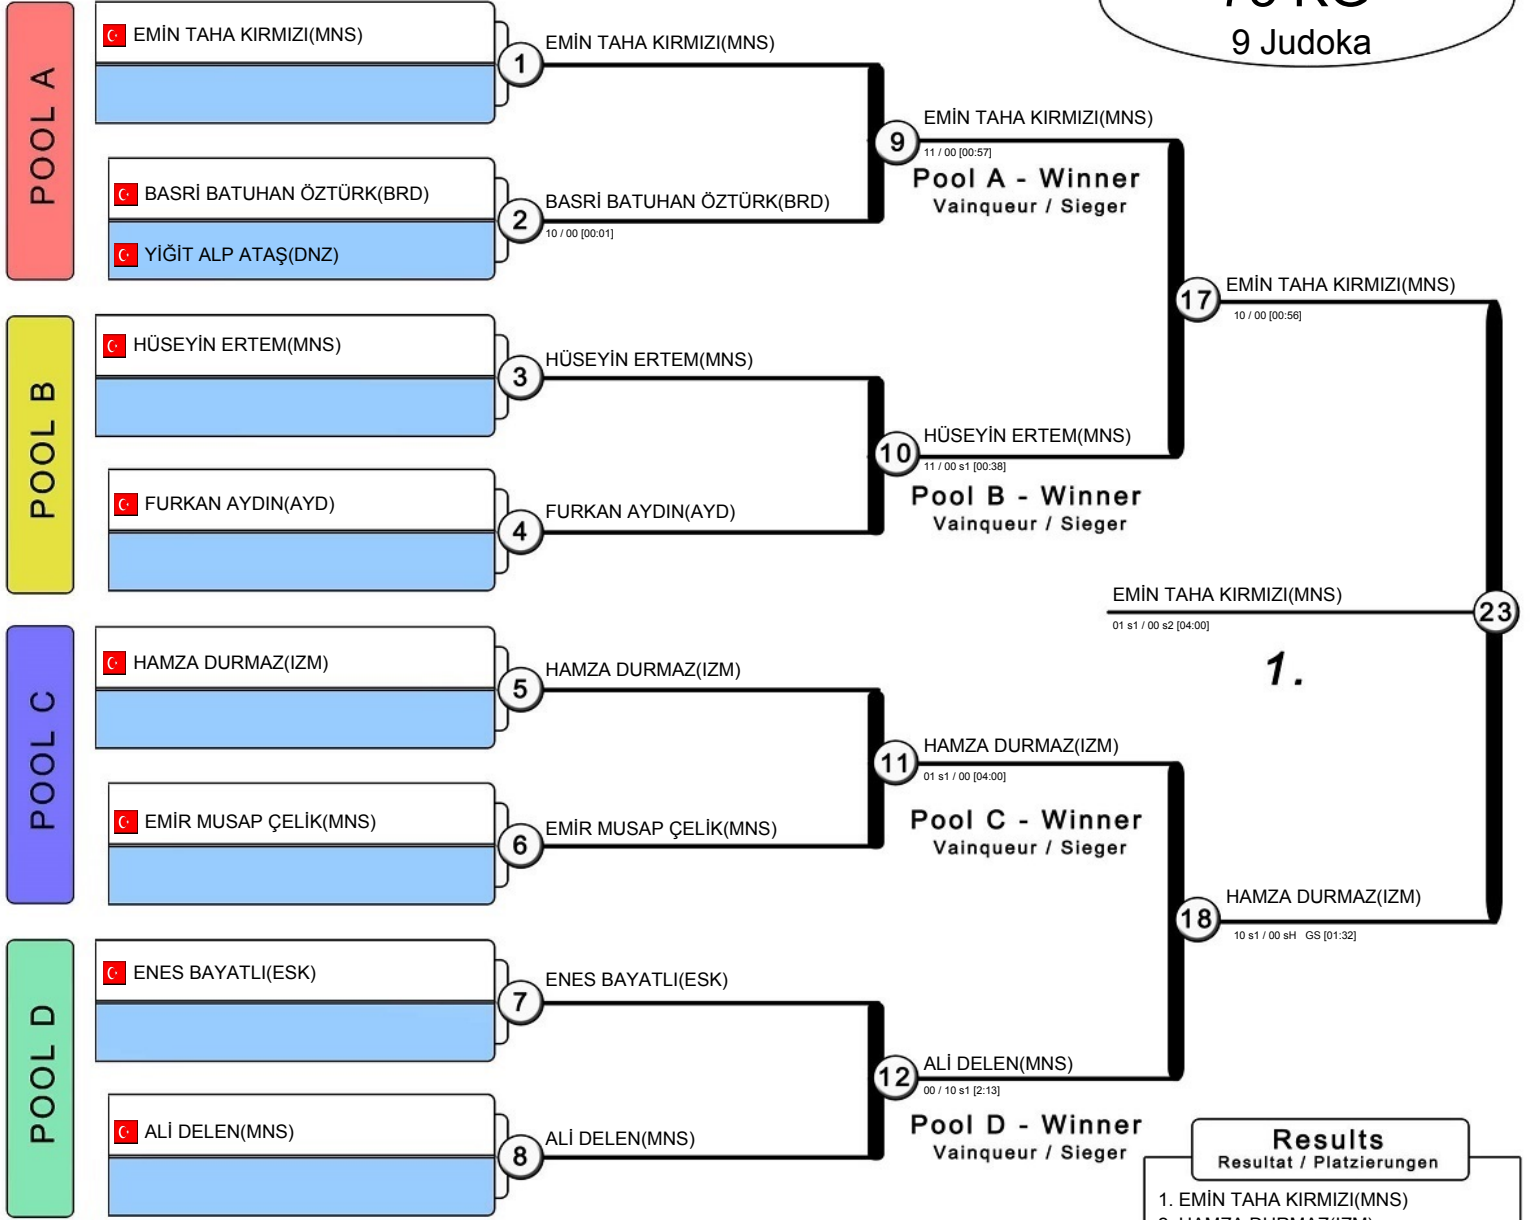 9 Judoka
POOL A
EMİN TAHA KIRMIZI(MNS)
1
EMİN TAHA KIRMIZI(MNS)
BASRİ BATUHAN ÖZTÜRK(BRD)
YİĞİT ALP ATAŞ(DNZ)
2
BASRİ BATUHAN ÖZTÜRK(BRD)
10 / 00 [00:01]
9
EMİN TAHA KIRMIZI(MNS)
11 / 00 [00:57]
Pool A - Winner
Vainqueur / Sieger
POOL B
HÜSEYİN ERTEM(MNS)
3
HÜSEYİN ERTEM(MNS)
FURKAN AYDIN(AYD)
4
FURKAN AYDIN(AYD)
10
HÜSEYİN ERTEM(MNS)
11 / 00 s1 [00:38]
Pool B - Winner
Vainqueur / Sieger
17
EMİN TAHA KIRMIZI(MNS)
10 / 00 [00:56]
POOL C
HAMZA DURMAZ(IZM)
5
HAMZA DURMAZ(IZM)
EMİR MUSAP ÇELİK(MNS)
6
EMİR MUSAP ÇELİK(MNS)
11
HAMZA DURMAZ(IZM)
01 s1 / 00 [04:00]
Pool C - Winner
Vainqueur / Sieger
POOL D
ENES BAYATLI(ESK)
7
ENES BAYATLI(ESK)
ALİ DELEN(MNS)
8
ALİ DELEN(MNS)
12
ALİ DELEN(MNS)
00 / 10 s1 [2:13]
Pool D - Winner
Vainqueur / Sieger
18
HAMZA DURMAZ(IZM)
10 s1 / 00 sH GS [01:32]
EMİN TAHA KIRMIZI(MNS)
23
01 s1 / 00 s2 [04:00]
1.
Results
Resultat / Platzierungen
1. EMİN TAHA KIRMIZI(MNS)
2. HAMZA DURMAZ(IZM)